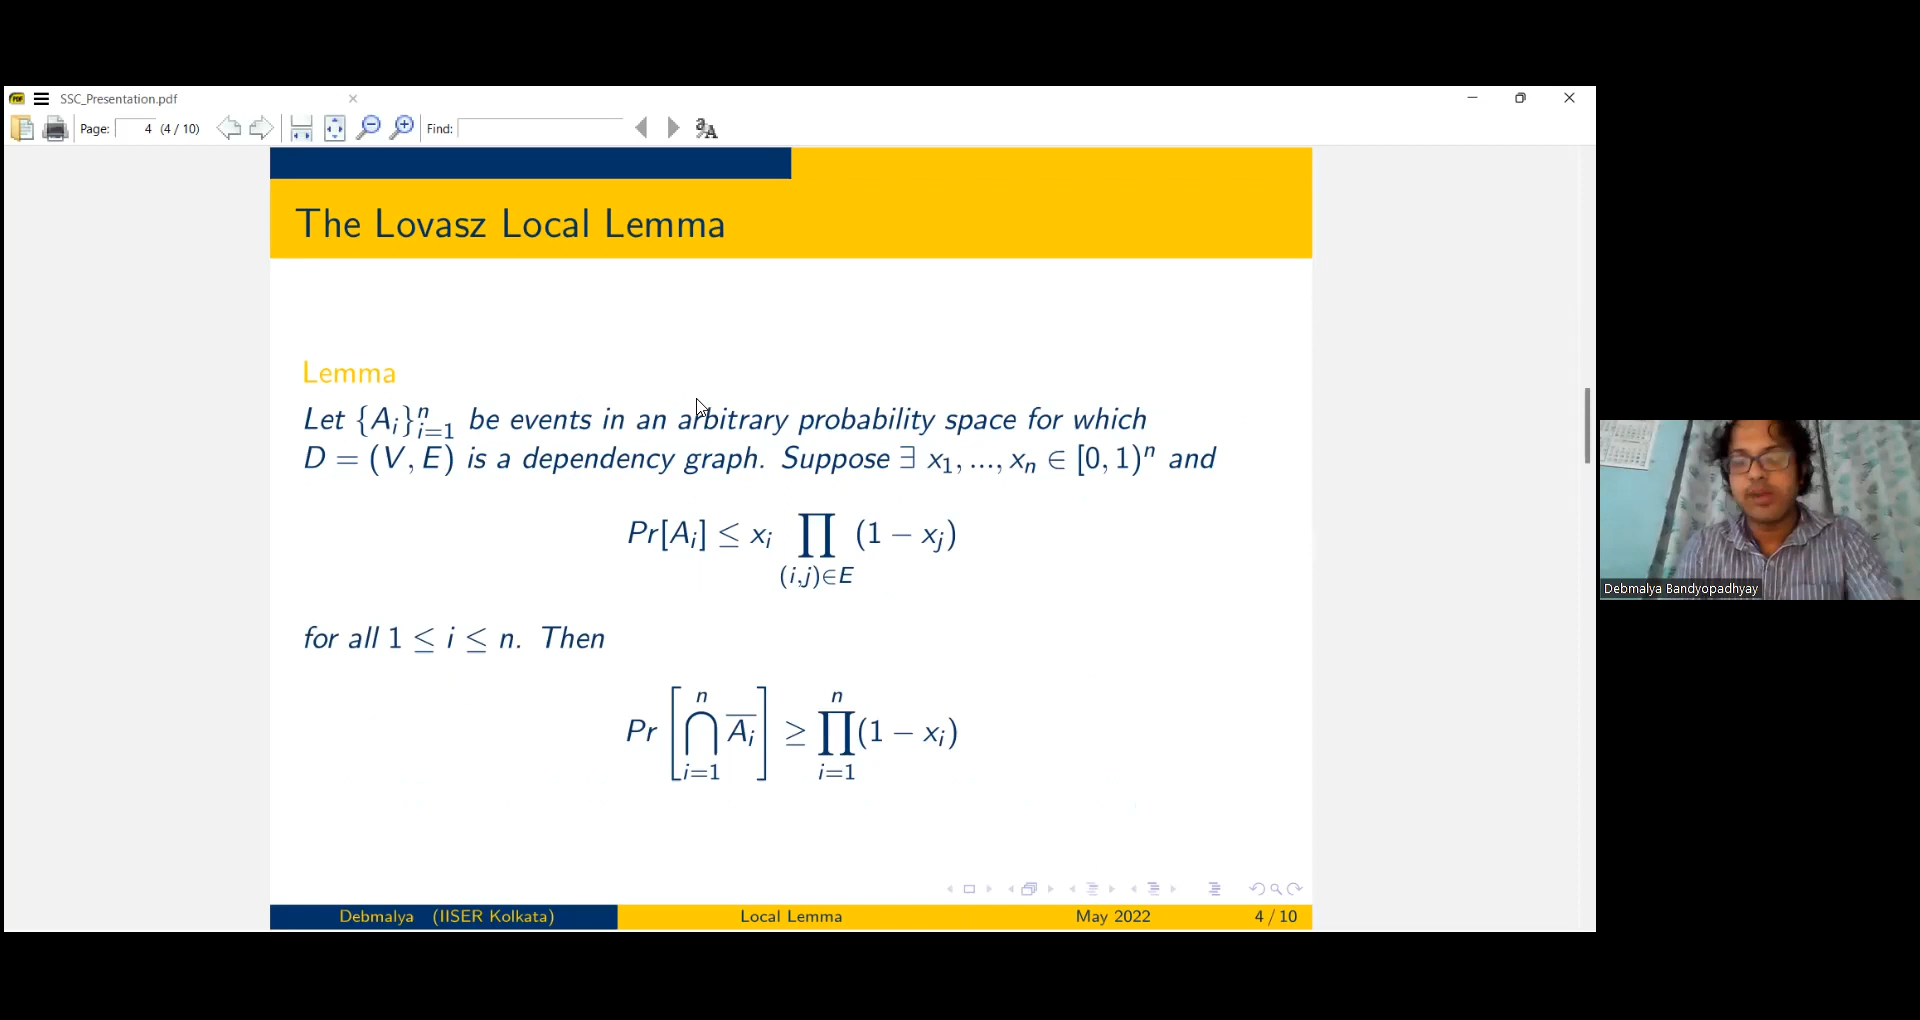 SSC_Presentation.pdf
Page: 4 (4 / 10) Find:
The Lovasz Local Lemma
Lemma
Let {A_i}_{i=1}^n be events in an arbitrary probability space for which
D = (V, E) is a dependency graph. Suppose ∃ x_1, ..., x_n ∈ [0, 1)^n and
Pr[A_i] ≤ x_i ∏_{(i,j)∈E} (1 − x_j)
for all 1 ≤ i ≤ n. Then
Pr [⋂_{i=1}^n \overline{A_i}] ≥ ∏_{i=1}^n (1 − x_i)
Debmalya (IISER Kolkata) Local Lemma May 2022 4 / 10
Debmalya Bandyopadhyay